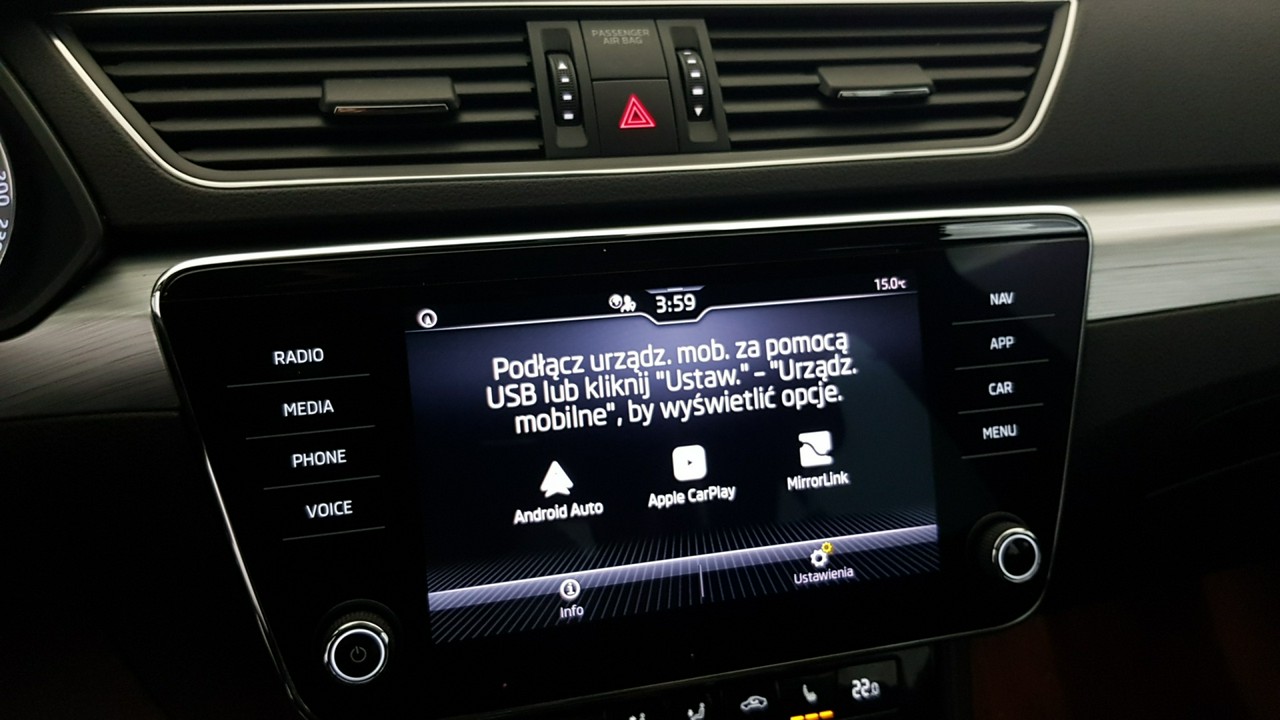 PASSENGER
AIR BAG
200
3:59
15.0°C
RADIO
MEDIA
PHONE
VOICE
Podłącz urządz. mob. za pomocą
USB lub kliknij "Ustaw." - "Urządz.
mobilne", by wyświetlić opcje.
Android Auto
Apple CarPlay
MirrorLink
Info
Ustawienia
NAV
APP
CAR
MENU
22.0